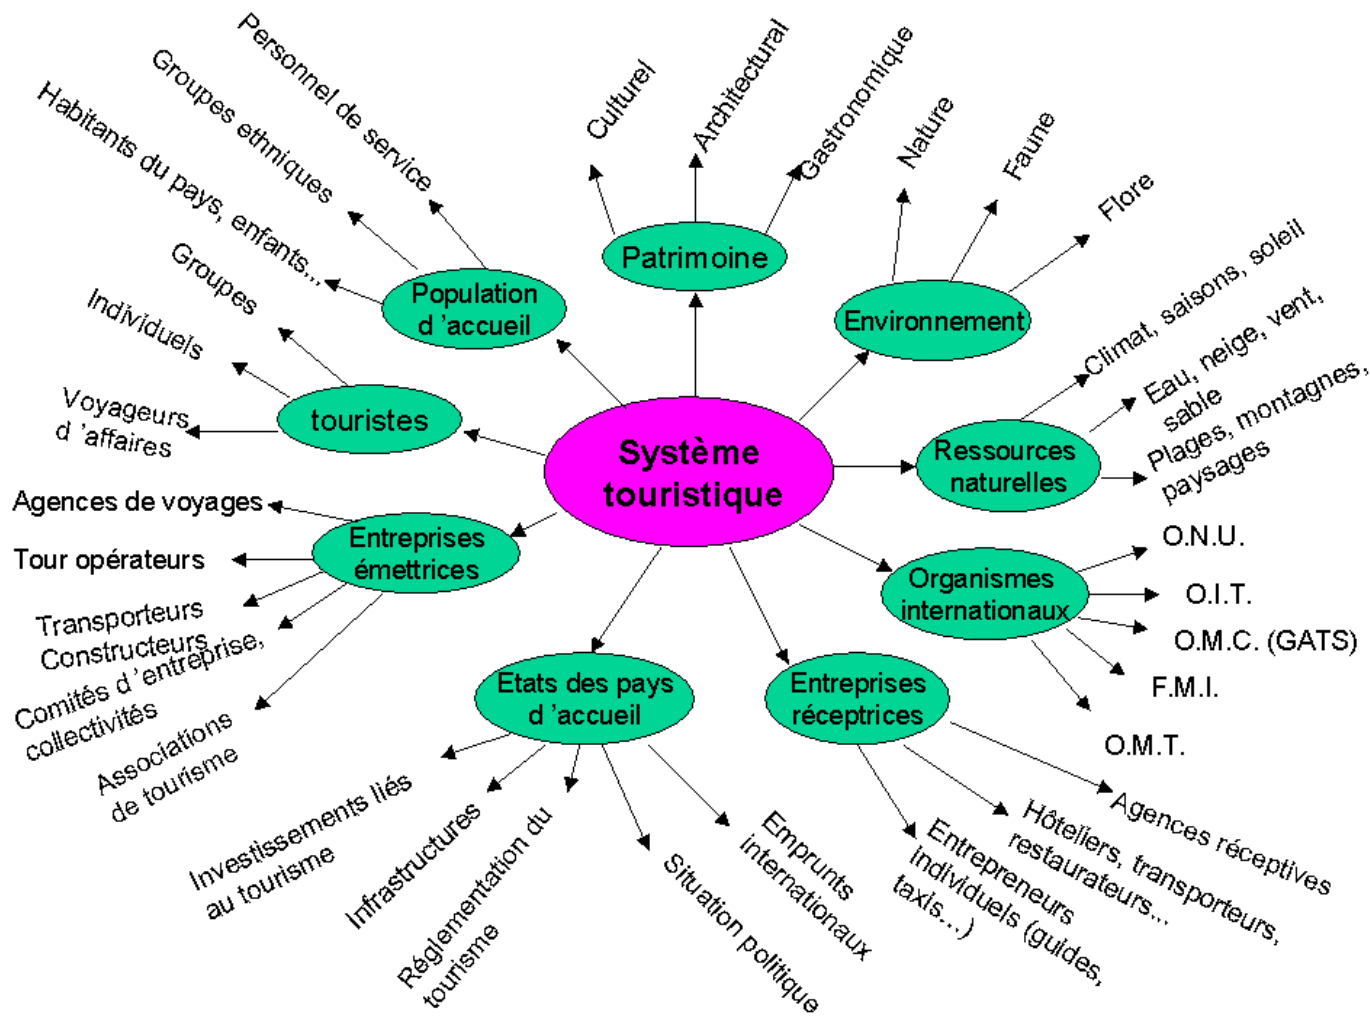 Système
touristique
Patrimoine
Culturel
Architectural
Gastronomique
Environnement
Nature
Faune
Flore
Ressources
naturelles
Climat, saisons, soleil
Eau, neige, vent,
sable
Plages, montagnes,
paysages
Organismes
internationaux
O.N.U.
O.I.T.
O.M.C. (GATS)
F.M.I.
O.M.T.
Entreprises
réceptrices
Agences réceptives
Hôteliers, transporteurs,
restaurateurs...
Entrepreneurs
individuels (guides,
taxis...)
Etats des pays
d 'accueil
Emprunts
internationaux
Situation politique
Réglementation du
tourisme
Infrastructures
Investissements liés
au tourisme
Entreprises
émettrices
Agences de voyages
Tour opérateurs
Transporteurs
Constructeurs
Comités d 'entreprise,
collectivités
Associations
de tourisme
touristes
Voyageurs
d 'affaires
Individuels
Groupes
Population
d 'accueil
Habitants du pays, enfants...
Groupes ethniques
Personnel de service